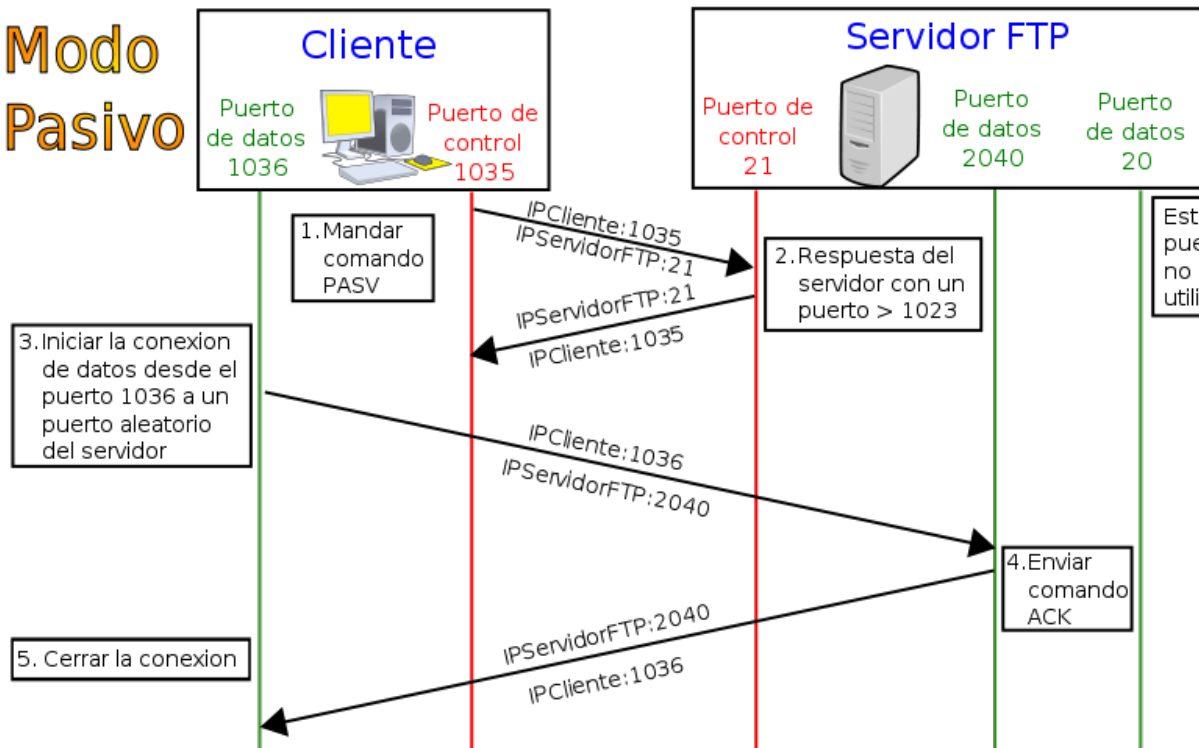 Modo
Pasivo
Cliente
Puerto
de datos
1036
Puerto de
control
1035
Servidor FTP
Puerto de
control
21
Puerto
de datos
2040
Puerto
de datos
20
1.Mandar
comando
PASV
IPCliente:1035
IPServidorFTP:21
2.Respuesta del
servidor con un
puerto > 1023
IPServidorFTP:21
IPCliente:1035
no
3.Iniciar la conexion
de datos desde el
puerto 1036 a un
puerto aleatorio
del servidor
IPCliente:1036
IPServidorFTP:2040
4.Enviar
comando
ACK
IPServidorFTP:2040
IPCliente:1036
5. Cerrar la conexion